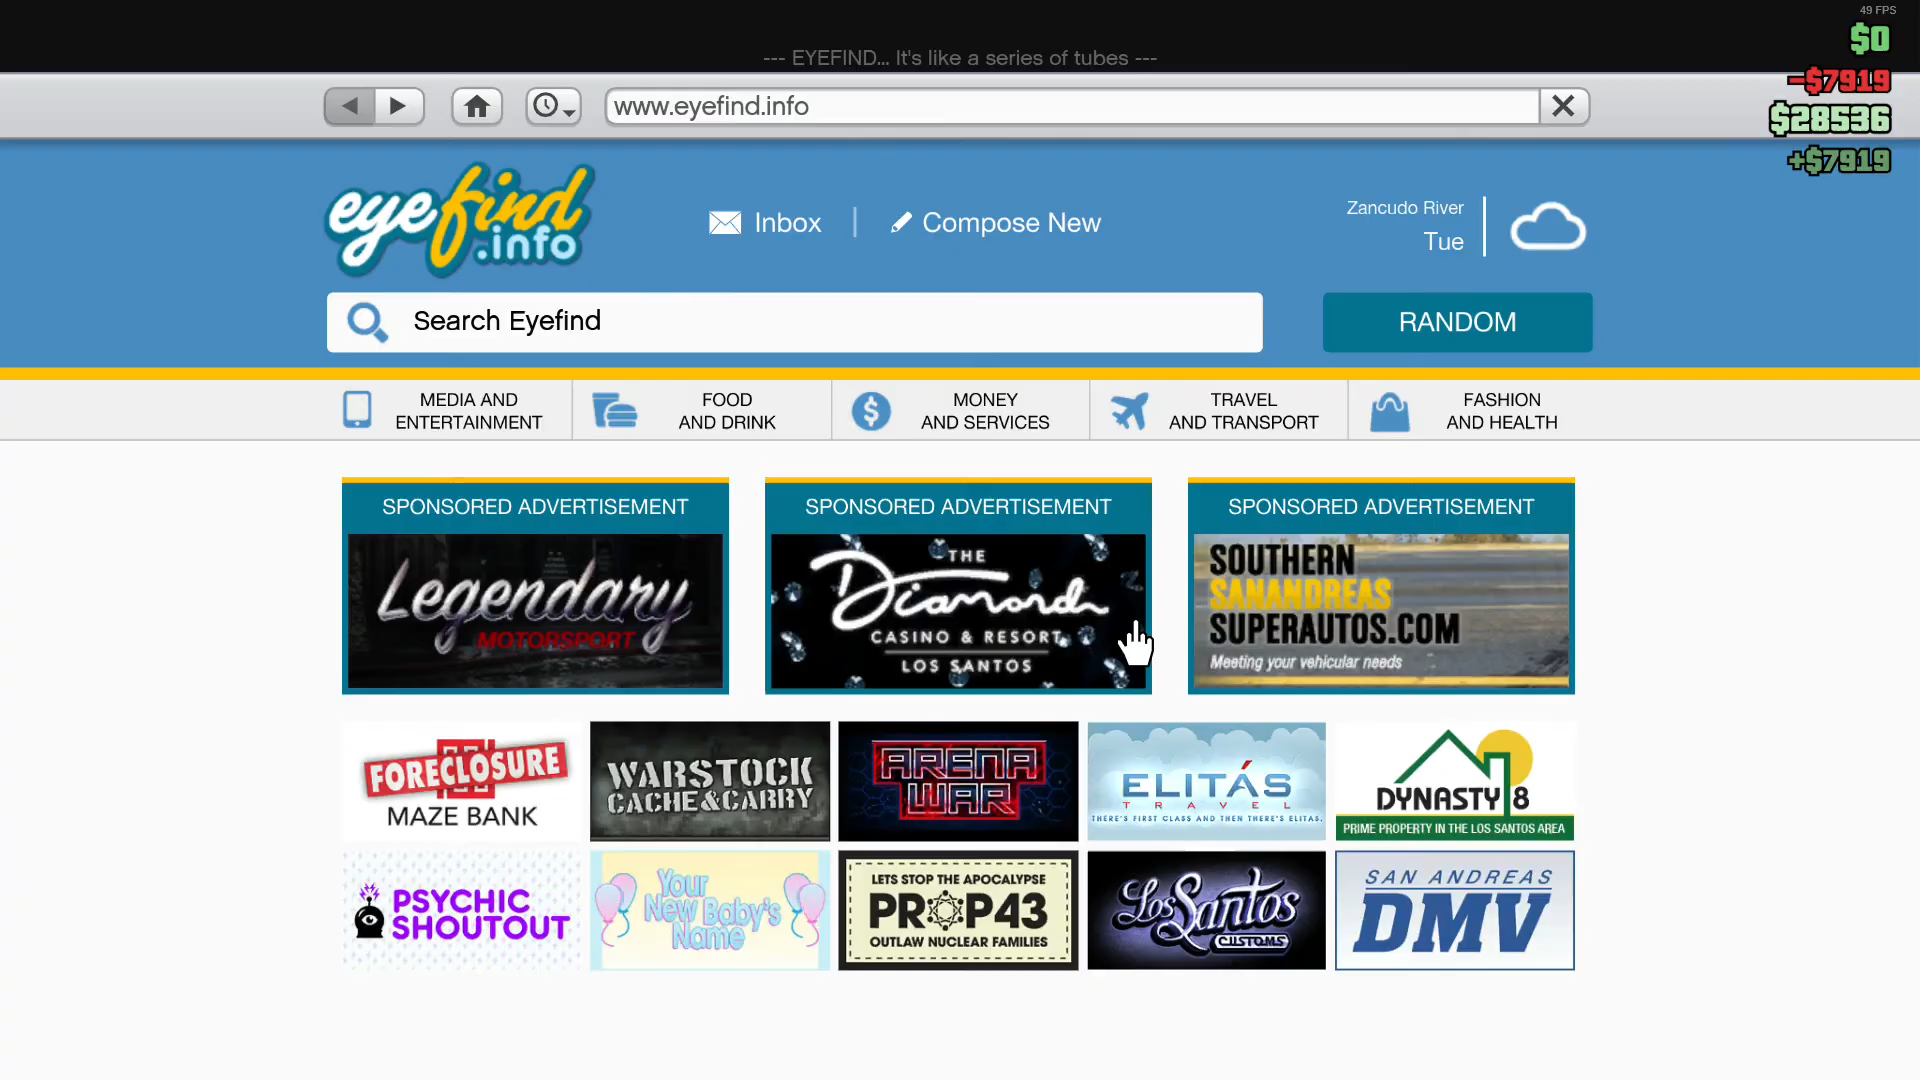 49 FPS
$0
--- EYEFIND... It's like a series of tubes ---
-$7919
www.eyefind.info
$28536
+$7919
eyefind
.info
Inbox
Compose New
Zancudo River
Tue
Search Eyefind
RANDOM
MEDIA AND
ENTERTAINMENT
FOOD
AND DRINK
MONEY
AND SERVICES
TRAVEL
AND TRANSPORT
FASHION
AND HEALTH
SPONSORED ADVERTISEMENT
Legendary
MOTORSPORT
SPONSORED ADVERTISEMENT
THE
Diamond
CASINO & RESORT
LOS SANTOS
SPONSORED ADVERTISEMENT
SOUTHERN
SANANDREAS
SUPERAUTOS.COM
Meeting your vehicular needs
FORECLOSURE
MAZE BANK
WARSTOCK
CACHE&CARRY
ARENA
WAR
ELITÁS
TRAVEL
THERE'S FIRST CLASS AND THEN THERE'S ELITAS.
DYNASTY 8
PRIME PROPERTY IN THE LOS SANTOS AREA
PSYCHIC
SHOUTOUT
Your
New Baby's
Name
LETS STOP THE APOCALYPSE
PROP43
OUTLAW NUCLEAR FAMILIES
Los Santos
CUSTOMS
SAN ANDREAS
DMV